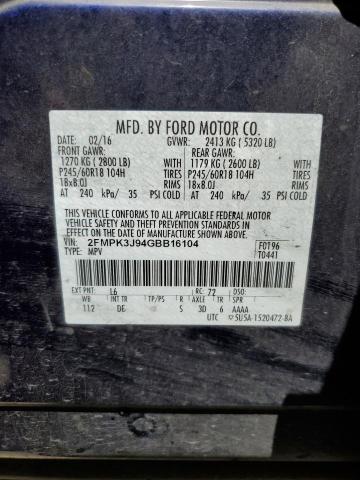 MFD. BY FORD MOTOR CO.
DATE: 02/16 GVWR: 2413 KG ( 5320 LB)
FRONT GAWR: REAR GAWR:
1270 KG ( 2800 LB) 1179 KG ( 2600 LB)
P245/60R18 104H TIRES P245/60R18 104H TIRES
18x8.0J RIMS 18x8.0J RIMS
AT 240 kPa/ 35 PSI COLD AT 240 kPa/ 35 PSI COLD
THIS VEHICLE CONFORMS TO ALL APPLICABLE FEDERAL MOTOR VEHICLE
SAFETY AND THEFT PREVENTION STANDARDS IN EFFECT ON THE DATE OF MANUFACTURE SHOWN ABOVE.
VIN: 2FMPK3J94GBB16104 F0196
TYPE: MPV T0441
EXT PNT: L6 RC: 72 DSO:
WB INT TR TP/PS R AXLE TR SPR
112 DE S 3D 6 AAAA
UTC 5U5A-1520472-BA